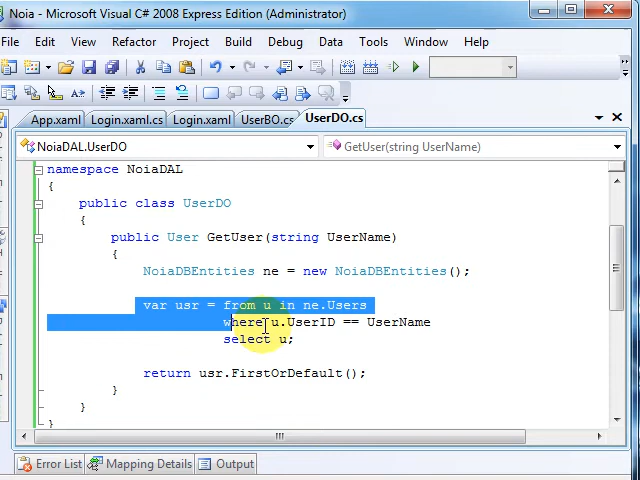 Noia - Microsoft Visual C# 2008 Express Edition (Administrator)
File Edit View Refactor Project Build Debug Data Tools Window Help
App.xaml Login.xaml.cs Login.xaml UserBO.cs UserDO.cs
NoiaDAL.UserDO GetUser(string UserName)
namespace NoiaDAL
{
public class UserDO
{
public User GetUser(string UserName)
{
NoiaDBEntities ne = new NoiaDBEntities();
var usr = from u in ne.Users
where u.UserID == UserName
select u;
return usr.FirstOrDefault();
}
}
}
Error List Mapping Details Output